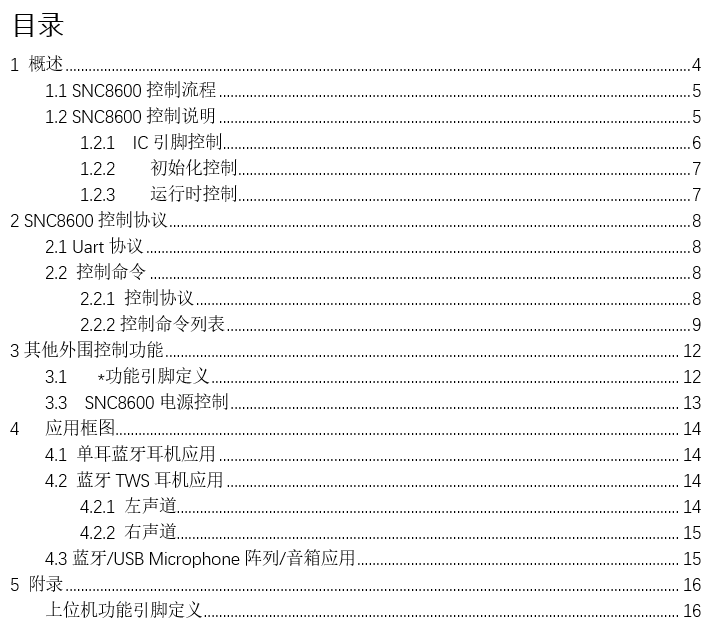 目录
1 概述 4
1.1 SNC8600 控制流程 5
1.2 SNC8600 控制说明 5
1.2.1 IC 引脚控制 6
1.2.2 初始化控制 7
1.2.3 运行时控制 7
2 SNC8600 控制协议 8
2.1 Uart 协议 8
2.2 控制命令 8
2.2.1 控制协议 8
2.2.2 控制命令列表 9
3 其他外围控制功能 12
3.1 *功能引脚定义 12
3.3 SNC8600 电源控制 13
4 应用框图 14
4.1 单耳蓝牙耳机应用 14
4.2 蓝牙 TWS 耳机应用 14
4.2.1 左声道 14
4.2.2 右声道 15
4.3 蓝牙/USB Microphone 阵列/音箱应用 15
5 附录 16
上位机功能引脚定义 16